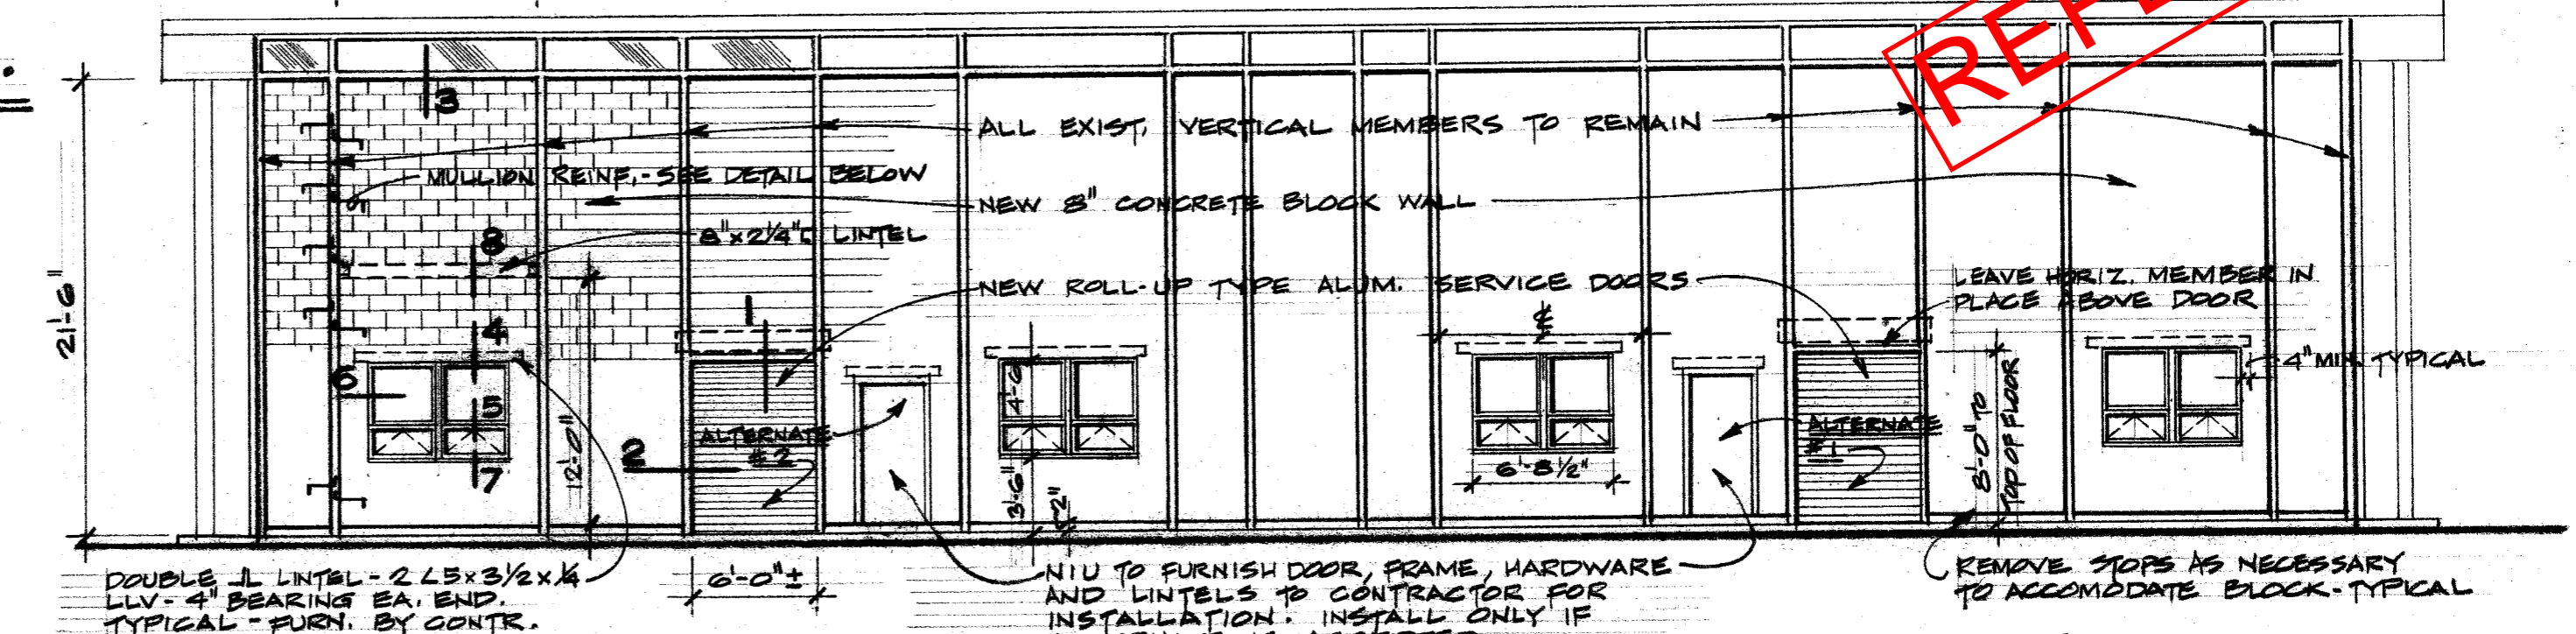 REFE
3
ALL EXIST. VERTICAL MEMBERS TO REMAIN
MULLION REINF.- SEE DETAIL BELOW
NEW 8" CONCRETE BLOCK WALL
8
8"x2¼" LINTEL
21'-6"
NEW ROLL-UP TYPE ALUM. SERVICE DOORS
LEAVE HORIZ. MEMBER IN
PLACE ABOVE DOOR
1
4
6
5
7
12'-0"
2
ALTERNATE
#2
4'-6"
3'-6"
2"
6'-8½"
ALTERNATE
#1
8'-0" TO
TOP OF FLOOR
4" MIN. TYPICAL
DOUBLE LINTEL - 2 ∠5x3½x¼
LLV- 4" BEARING EA. END.
TYPICAL - FURN. BY CONTR.
6'-0"±
NIU TO FURNISH DOOR, FRAME, HARDWARE
AND LINTELS TO CONTRACTOR FOR
INSTALLATION. INSTALL ONLY IF
REMOVE STOPS AS NECESSARY
TO ACCOMODATE BLOCK-TYPICAL